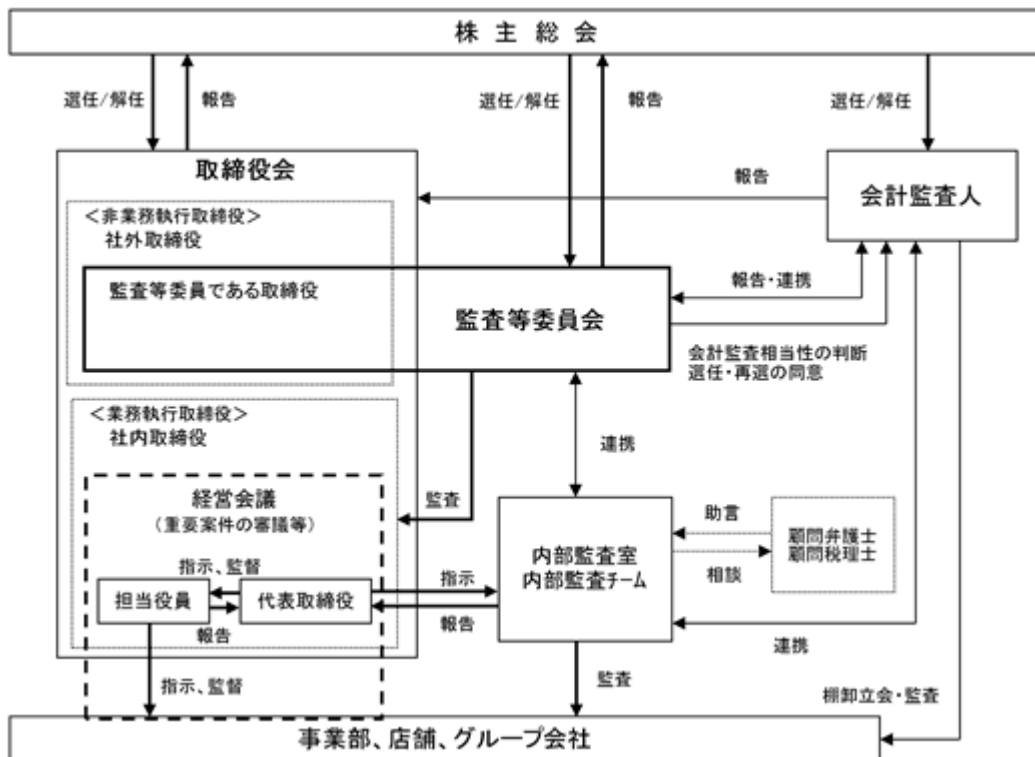 株主総会
選任/解任
報告
選任/解任
報告
選任/解任
取締役会
会計監査人
報告
＜非業務執行取締役＞
社外取締役
監査等委員である取締役
監査等委員会
報告・連携
会計監査相当性の判断
選任・再選の同意
＜業務執行取締役＞
社内取締役
監査
連携
経営会議
（重要案件の審議等）
内部監査室
内部監査チーム
助言
相談
顧問弁護士
顧問税理士
指示、監督
指示
担当役員
代表取締役
報告
報告
連携
指示、監督
監査
棚卸立会・監査
事業部、店舗、グループ会社